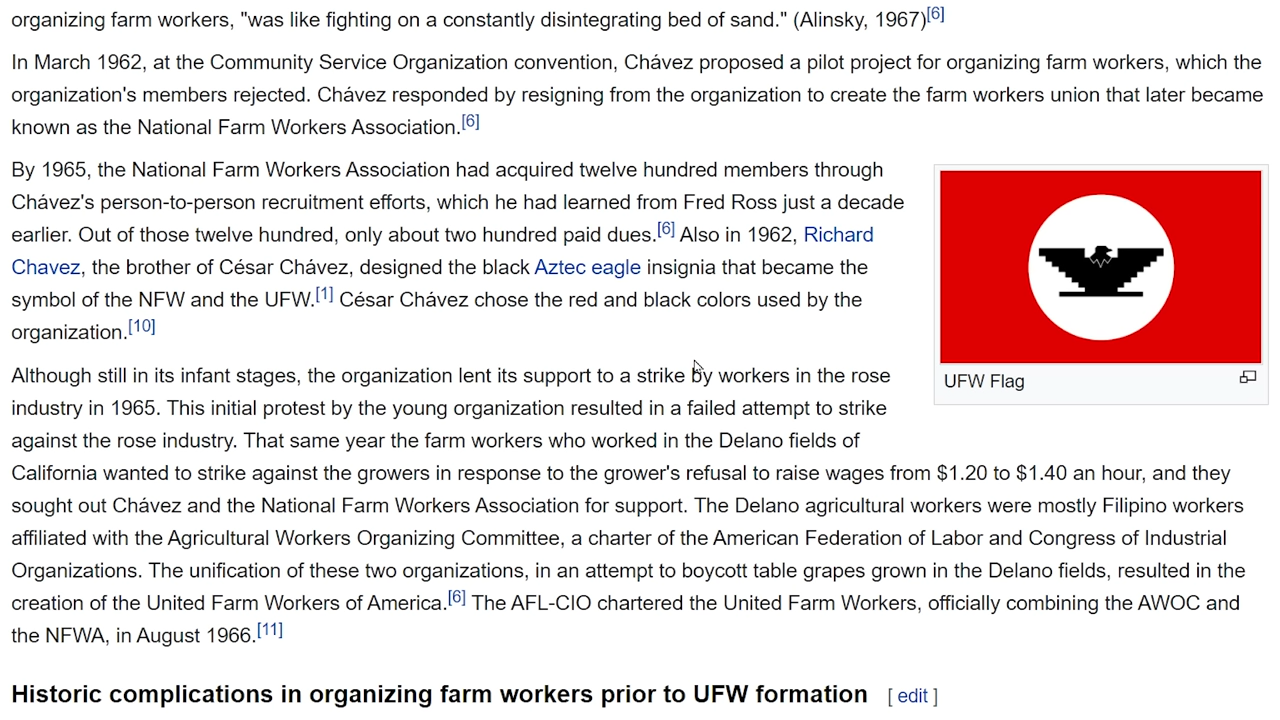 organizing farm workers, "was like fighting on a constantly disintegrating bed of sand." (Alinsky, 1967)[6]
In March 1962, at the Community Service Organization convention, Chávez proposed a pilot project for organizing farm workers, which the
organization's members rejected. Chávez responded by resigning from the organization to create the farm workers union that later became
known as the National Farm Workers Association.[6]
By 1965, the National Farm Workers Association had acquired twelve hundred members through
Chávez's person-to-person recruitment efforts, which he had learned from Fred Ross just a decade
earlier. Out of those twelve hundred, only about two hundred paid dues.[6] Also in 1962, Richard
Chavez, the brother of César Chávez, designed the black Aztec eagle insignia that became the
symbol of the NFW and the UFW.[1] César Chávez chose the red and black colors used by the
organization.[10]
UFW Flag
Although still in its infant stages, the organization lent its support to a strike by workers in the rose
industry in 1965. This initial protest by the young organization resulted in a failed attempt to strike
against the rose industry. That same year the farm workers who worked in the Delano fields of
California wanted to strike against the growers in response to the grower's refusal to raise wages from $1.20 to $1.40 an hour, and they
sought out Chávez and the National Farm Workers Association for support. The Delano agricultural workers were mostly Filipino workers
affiliated with the Agricultural Workers Organizing Committee, a charter of the American Federation of Labor and Congress of Industrial
Organizations. The unification of these two organizations, in an attempt to boycott table grapes grown in the Delano fields, resulted in the
creation of the United Farm Workers of America.[6] The AFL-CIO chartered the United Farm Workers, officially combining the AWOC and
the NFWA, in August 1966.[11]
Historic complications in organizing farm workers prior to UFW formation [ edit ]